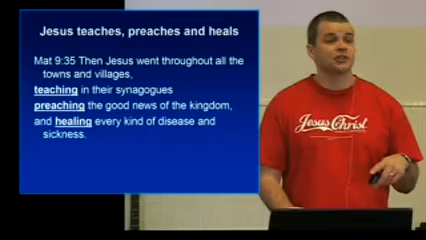 Jesus teaches, preaches and heals
Mat 9:35 Then Jesus went throughout all the
towns and villages,
teaching in their synagogues
preaching the good news of the kingdom,
and healing every kind of disease and
sickness.
Jesus Christ